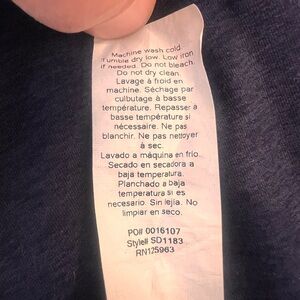 Machine wash cold
Tumble dry low. Low iron
if needed. Do not bleach.
Do not dry clean.
Lavage à froid en
machine. Séchage par
culbutage à basse
température. Repasser a
basse température si
nécessaire. Ne pas
blanchir. Ne pas nettoyer
à sec.
Lavado a máquina en frio.
Secado en secadora a
baja temperatura.
Planchado a baja
temperatura si es
necesario. Sin lejía. No
limpiar en seco.
PO# 0016107
Style# SD1183
RN125963